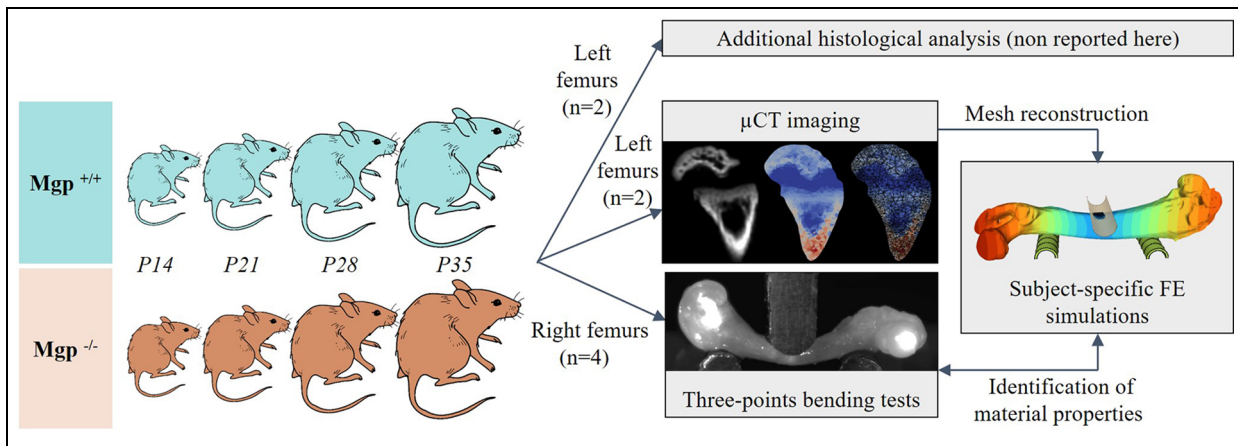 Mgp +/+
P14
P21
P28
P35
Mgp -/-
Left
femurs
(n=2)
Left
femurs
(n=2)
Right femurs
(n=4)
Additional histological analysis (non reported here)
µCT imaging
Three-points bending tests
Mesh reconstruction
Subject-specific FE
simulations
Identification of
material properties